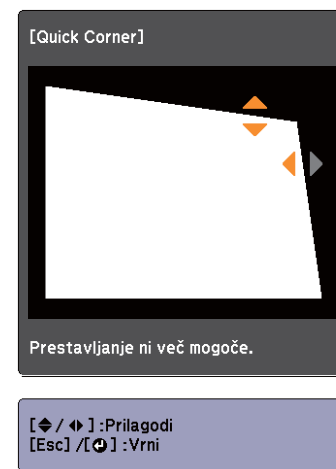 [Quick Corner]
Prestavljanje ni več mogoče.
[◆/◆] :Prilagodi
[Esc] /[↵] :Vrni